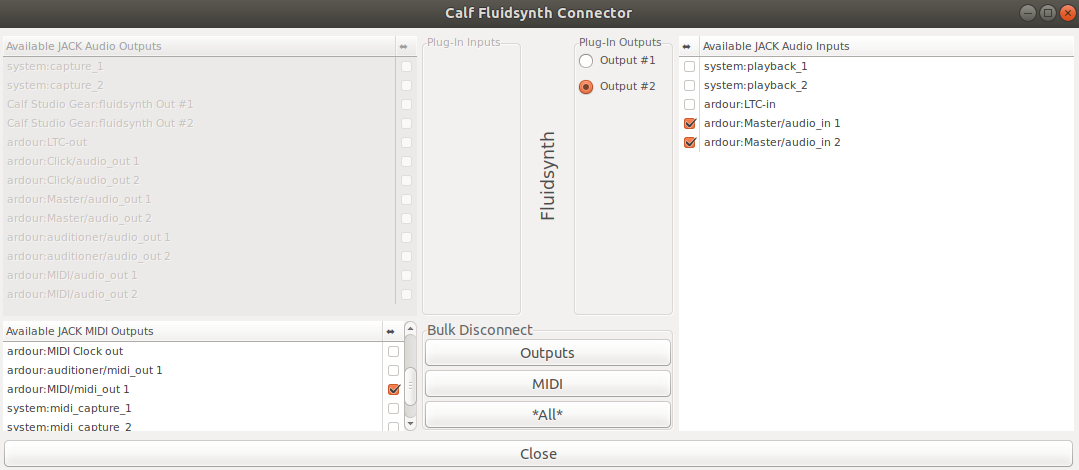 Calf Fluidsynth Connector
Available JACK Audio Outputs
system:capture_1
system:capture_2
Calf Studio Gear:fluidsynth Out #1
Calf Studio Gear:fluidsynth Out #2
ardour:LTC-out
ardour:Click/audio_out 1
ardour:Click/audio_out 2
ardour:Master/audio_out 1
ardour:Master/audio_out 2
ardour:auditioner/audio_out 1
ardour:auditioner/audio_out 2
ardour:MIDI/audio_out 1
ardour:MIDI/audio_out 2
Available JACK MIDI Outputs
ardour:MIDI Clock out
ardour:auditioner/midi_out 1
ardour:MIDI/midi_out 1
system:midi_capture_1
system:midi_capture_2
Plug-In Inputs
Fluidsynth
Plug-In Outputs
Output #1
Output #2
Bulk Disconnect
Outputs
MIDI
*All*
Available JACK Audio Inputs
system:playback_1
system:playback_2
ardour:LTC-in
ardour:Master/audio_in 1
ardour:Master/audio_in 2
Close